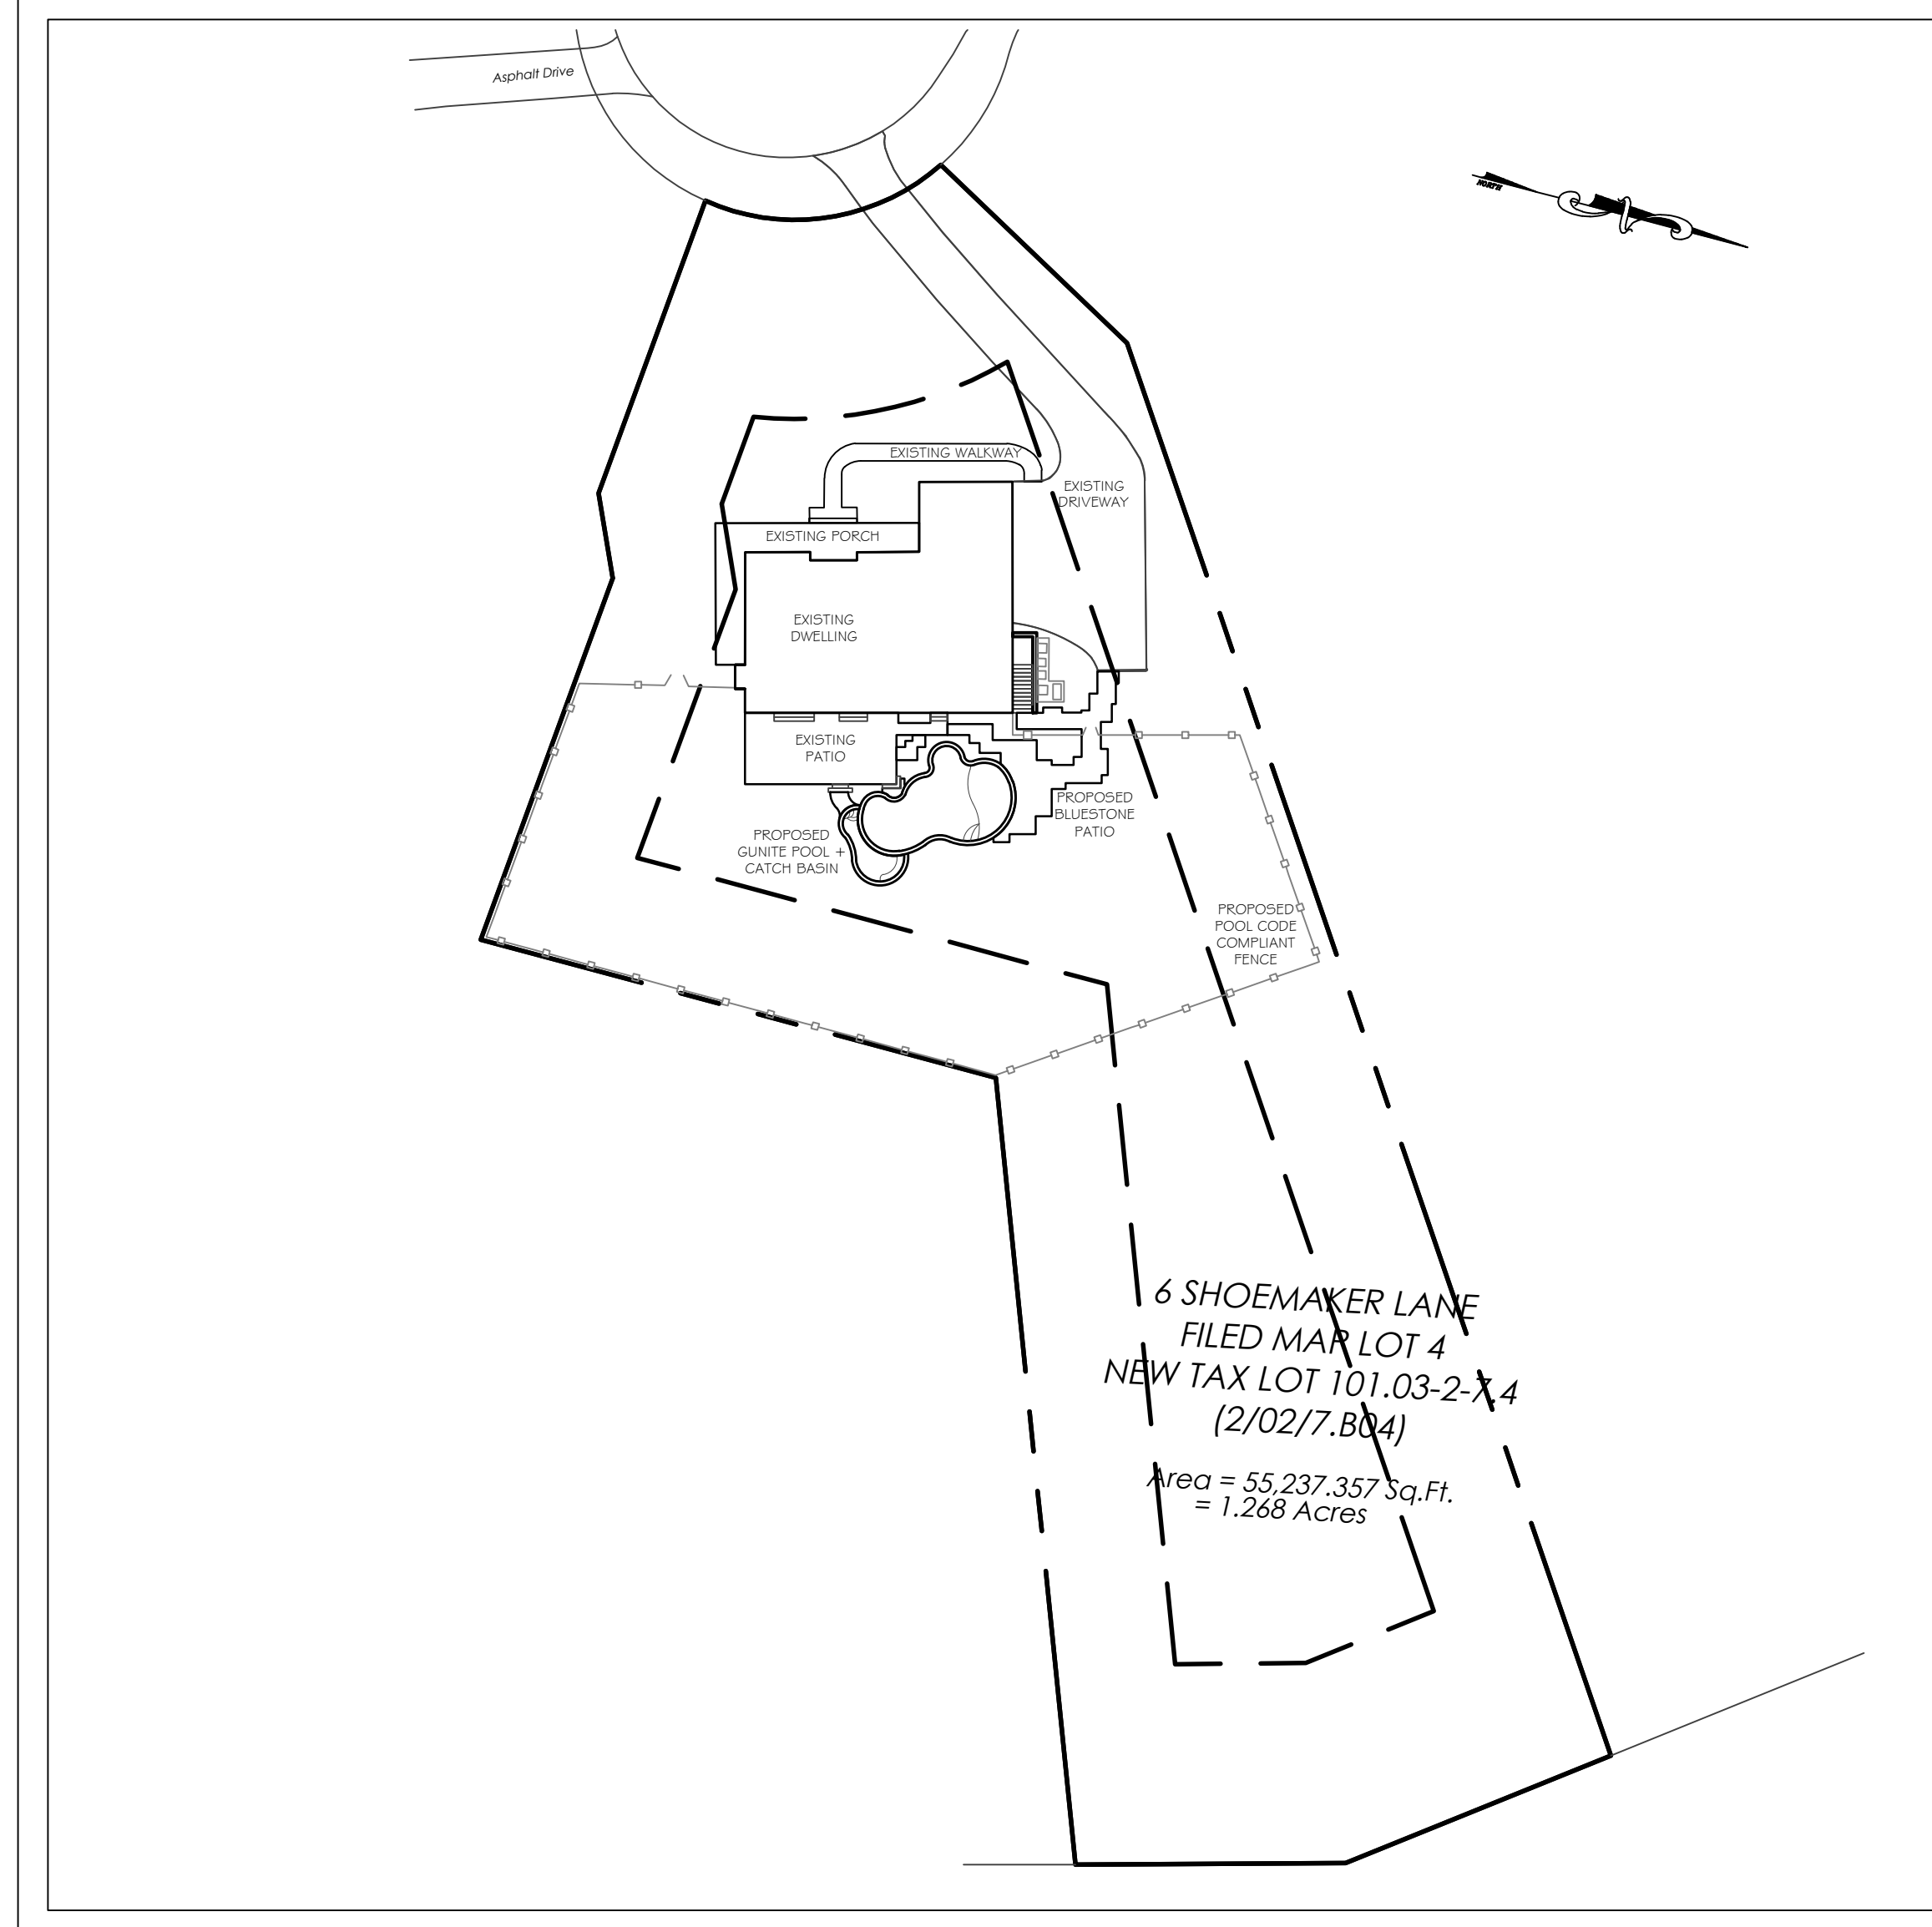 Asphalt Drive
NORTH
EXISTING WALKWAY
EXISTING
DRIVEWAY
EXISTING PORCH
EXISTING
DWELLING
EXISTING
PATIO
PROPOSED
BLUESTONE
PATIO
PROPOSED
GUNITE POOL +
CATCH BASIN
PROPOSED
POOL CODE
COMPLIANT
FENCE
6 SHOEMAKER LANE
FILED MAP LOT 4
NEW TAX LOT 101.03-2-7.4
(2/02/7.B04)
Area = 55,237.357 Sq.Ft.
= 1.268 Acres